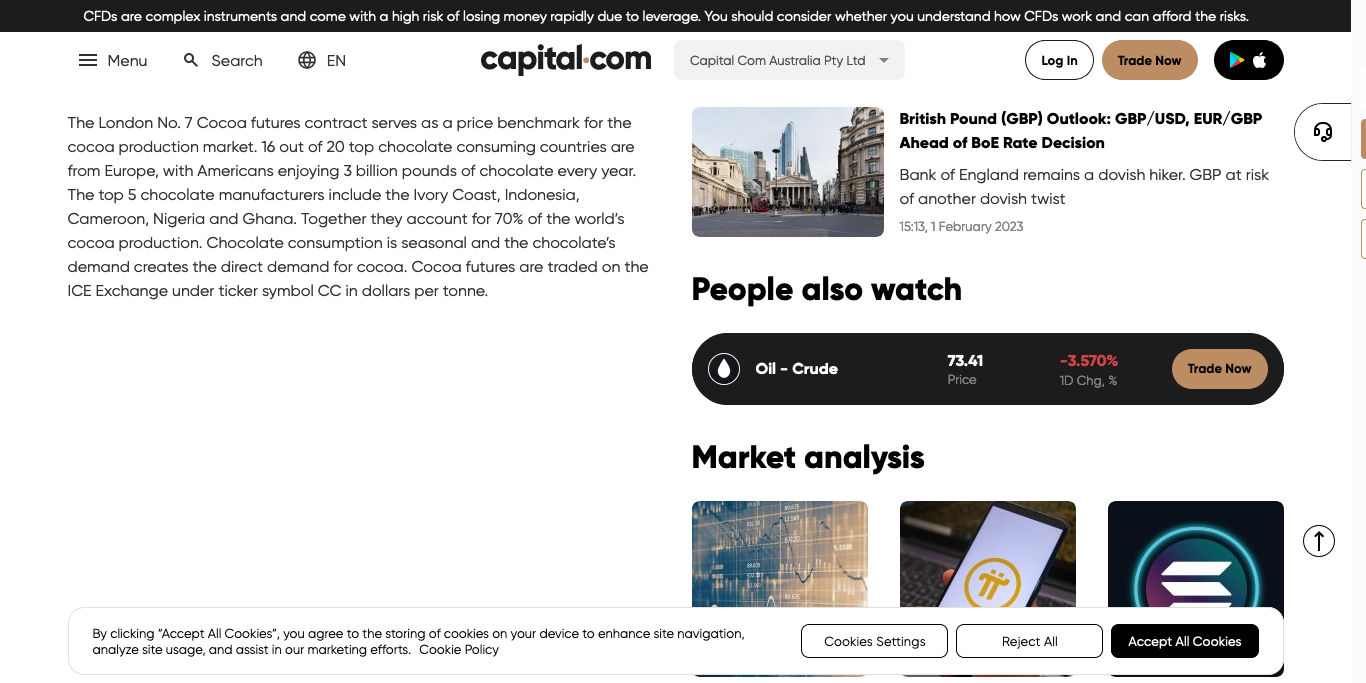 CFDs are complex instruments and come with a high risk of losing money rapidly due to leverage. You should consider whether you understand how CFDs work and can afford the risks.
Menu
Search
EN
capital.com
Capital Com Australia Pty Ltd
Log In
Trade Now
The London No. 7 Cocoa futures contract serves as a price benchmark for the
cocoa production market. 16 out of 20 top chocolate consuming countries are
from Europe, with Americans enjoying 3 billion pounds of chocolate every year.
The top 5 chocolate manufacturers include the Ivory Coast, Indonesia,
Cameroon, Nigeria and Ghana. Together they account for 70% of the world’s
cocoa production. Chocolate consumption is seasonal and the chocolate’s
demand creates the direct demand for cocoa. Cocoa futures are traded on the
ICE Exchange under ticker symbol CC in dollars per tonne.
British Pound (GBP) Outlook: GBP/USD, EUR/GBP
Ahead of BoE Rate Decision
Bank of England remains a dovish hiker. GBP at risk
of another dovish twist
15:13, 1 February 2023
People also watch
Oil - Crude
73.41
Price
-3.570%
1D Chg, %
Trade Now
Market analysis
By clicking “Accept All Cookies”, you agree to the storing of cookies on your device to enhance site navigation,
analyze site usage, and assist in our marketing efforts. Cookie Policy
Cookies Settings
Reject All
Accept All Cookies